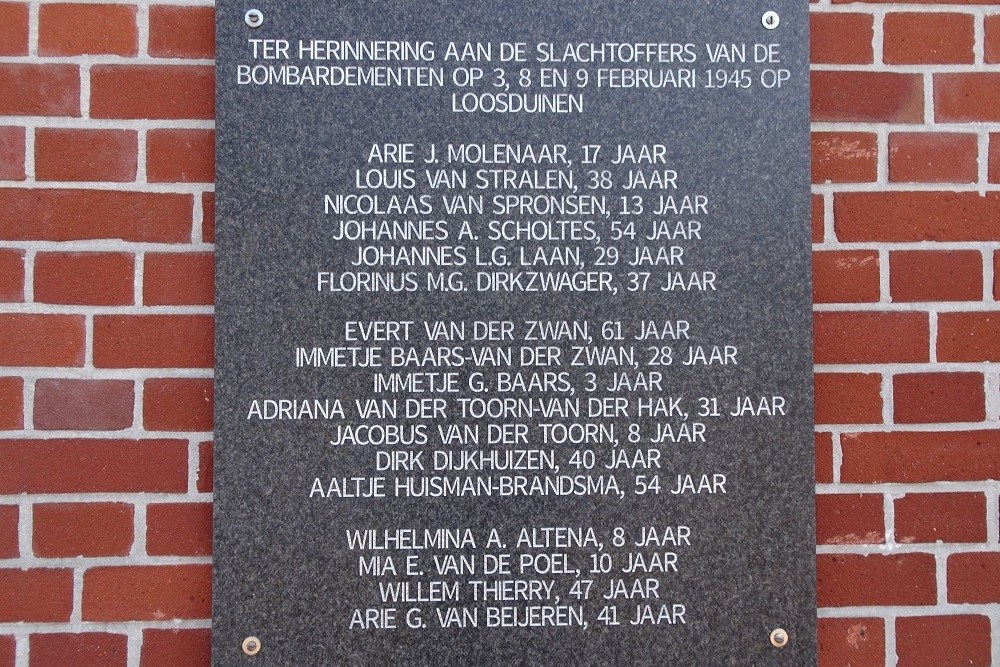 TER HERINNERING AAN DE SLACHTOFFERS VAN DE
BOMBARDEMENTEN OP 3, 8 EN 9 FEBRUARI 1945 OP
LOOSDUINEN
ARIE J. MOLENAAR, 17 JAAR
LOUIS VAN STRALEN, 38 JAAR
NICOLAAS VAN SPRONSEN, 13 JAAR
JOHANNES A. SCHOLTES, 54 JAAR
JOHANNES L.G. LAAN, 29 JAAR
FLORINUS M.G. DIRKZWAGER, 37 JAAR
EVERT VAN DER ZWAN, 61 JAAR
IMMETJE BAARS-VAN DER ZWAN, 28 JAAR
IMMETJE G. BAARS, 3 JAAR
ADRIANA VAN DER TOORN-VAN DER HAK, 31 JAAR
JACOBUS VAN DER TOORN, 8 JAAR
DIRK DIJKHUIZEN, 40 JAAR
AALTJE HUISMAN-BRANDSMA, 54 JAAR
WILHELMINA A. ALTENA, 8 JAAR
MIA E. VAN DE POEL, 10 JAAR
WILLEM THIERRY, 47 JAAR
ARIE G. VAN BEIJEREN, 41 JAAR